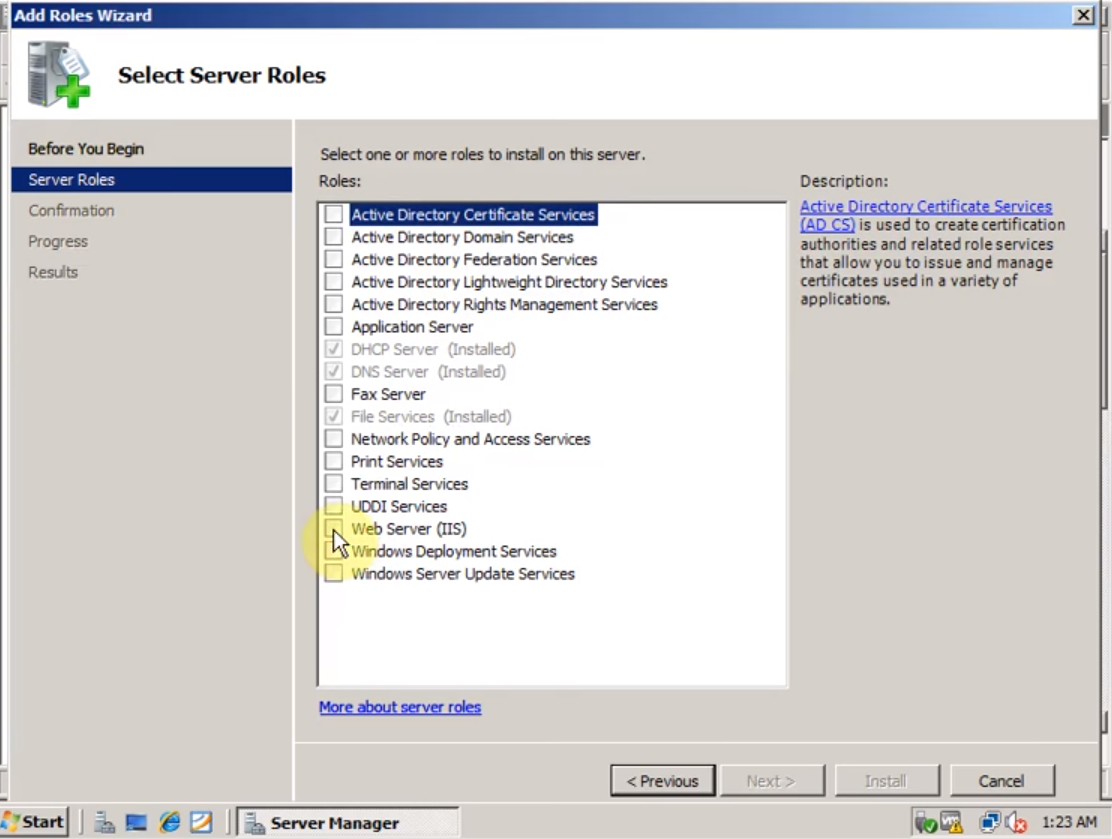 Add Roles Wizard
Select Server Roles
Before You Begin
Server Roles
Confirmation
Progress
Results
Select one or more roles to install on this server.
Roles:
Active Directory Certificate Services
Active Directory Domain Services
Active Directory Federation Services
Active Directory Lightweight Directory Services
Active Directory Rights Management Services
Application Server
DHCP Server (Installed)
DNS Server (Installed)
Fax Server
File Services (Installed)
Network Policy and Access Services
Print Services
Terminal Services
UDDI Services
Web Server (IIS)
Windows Deployment Services
Windows Server Update Services
More about server roles
Description:
Active Directory Certificate Services
(AD CS) is used to create certification
authorities and related role services
that allow you to issue and manage
certificates used in a variety of
applications.
< Previous
Next >
Install
Cancel
Start
Server Manager
1:23 AM